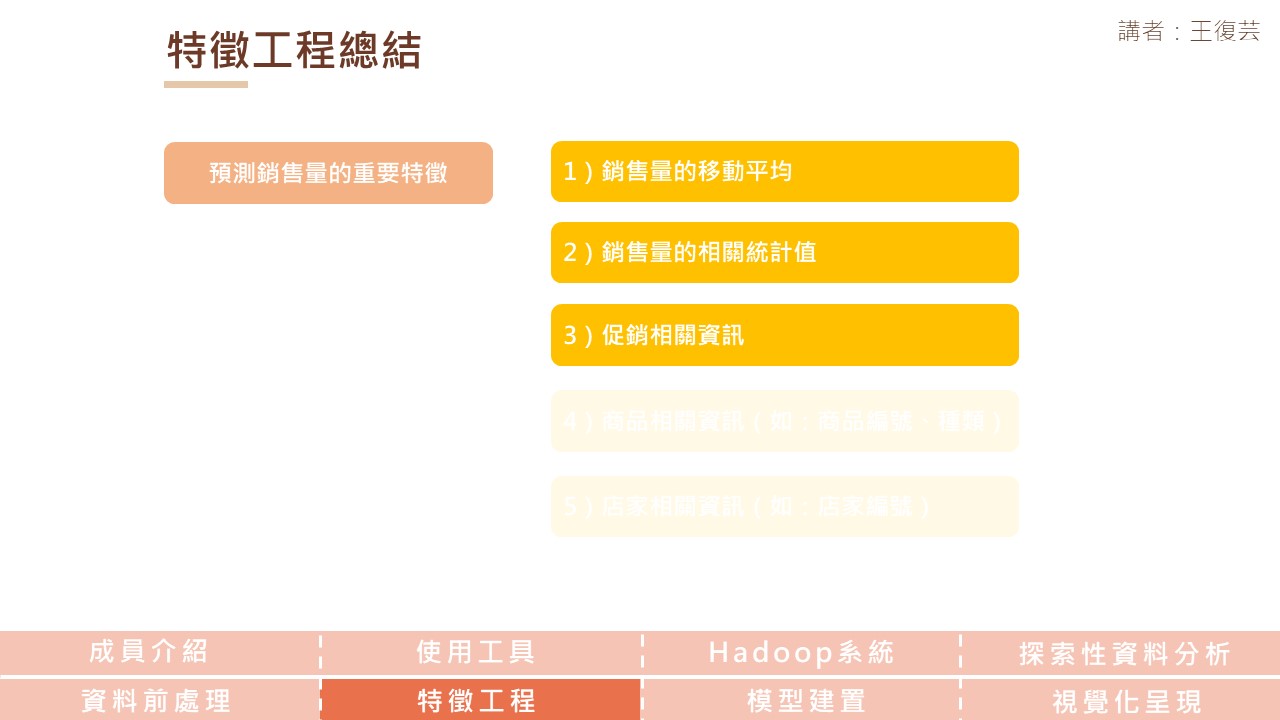 特徵工程總結
講者：王復芸
預測銷售量的重要特徵
1）銷售量的移動平均
2）銷售量的相關統計值
3）促銷相關資訊
4）商品相關資訊（如：商品編號、種類）
5）店家相關資訊（如：店家編號）
成員介紹
使用工具
Hadoop系統
探索性資料分析
資料前處理
特徵工程
模型建置
視覺化呈現